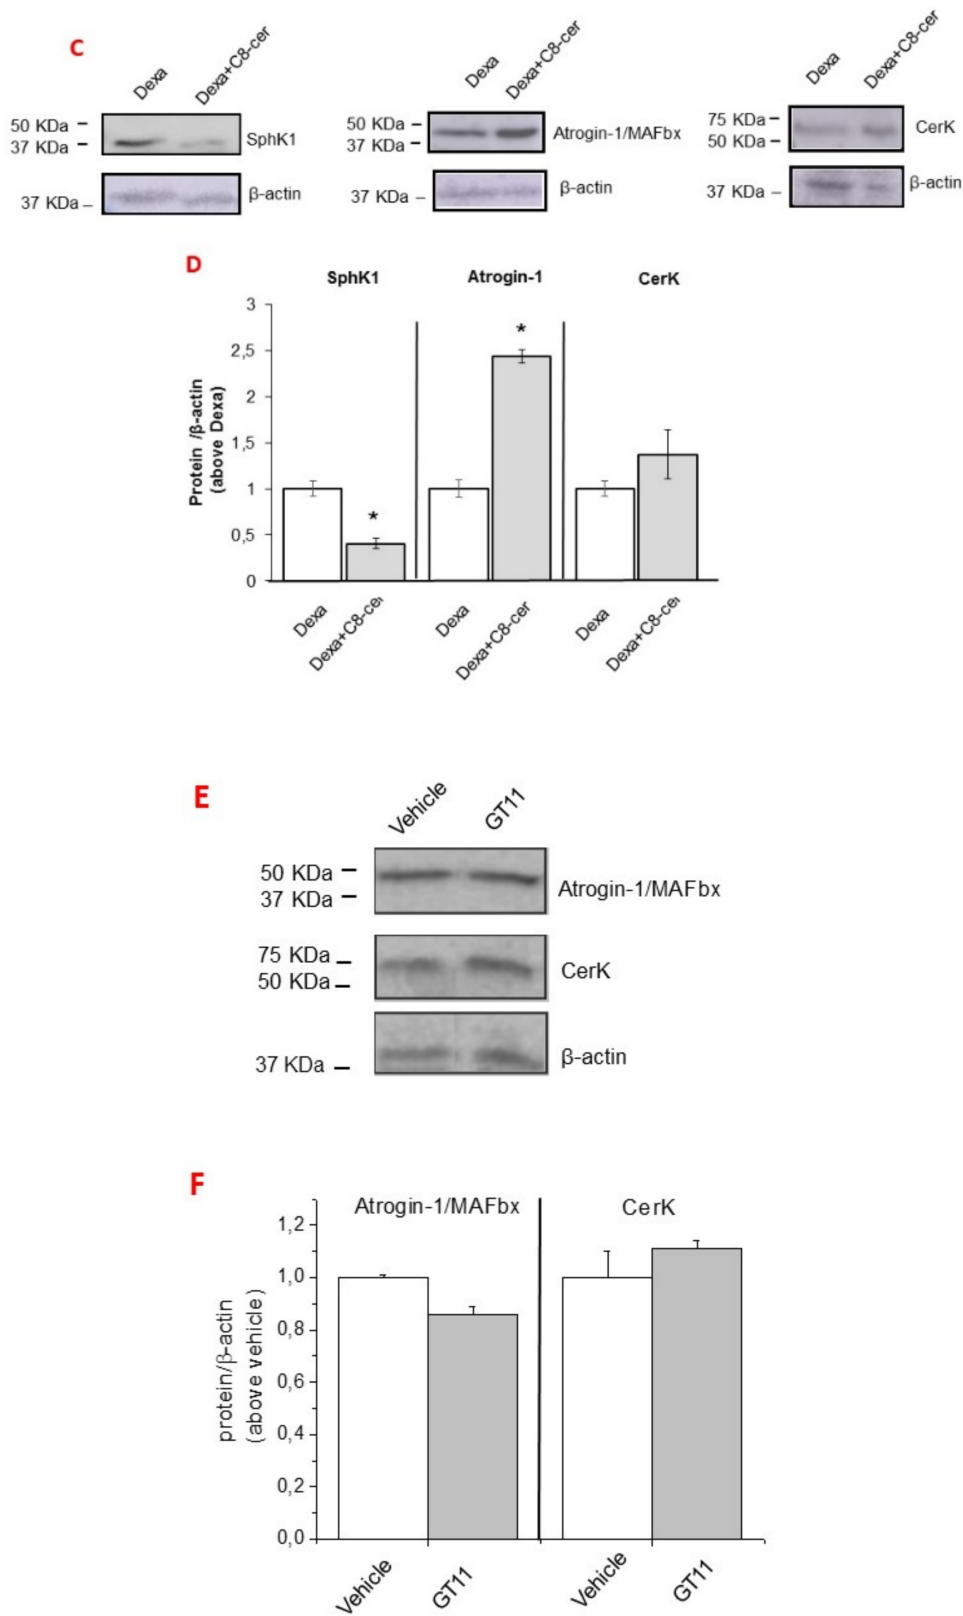 C
Dexa
Dexa+C8-cer
50 KDa
37 KDa
SphK1
37 KDa
β-actin
Dexa
Dexa+C8-cer
50 KDa
37 KDa
Atrogin-1/MAFbx
37 KDa
β-actin
Dexa
Dexa+C8-cer
75 KDa
50 KDa
CerK
37 KDa
β-actin
D
SphK1 Atrogin-1 CerK
Protein /β-actin
(above Dexa)
3
2,5
2
1,5
1
0,5
0
*
*
Dexa
Dexa+C8-cer
Dexa
Dexa+C8-cer
Dexa
Dexa+C8-cer
E
Vehicle
GT11
50 KDa
37 KDa
Atrogin-1/MAFbx
75 KDa
50 KDa
CerK
37 KDa
β-actin
F
Atrogin-1/MAFbx CerK
protein/β-actin
(above vehicle)
1,2
1,0
0,8
0,6
0,4
0,2
0,0
Vehicle
GT11
Vehicle
GT11